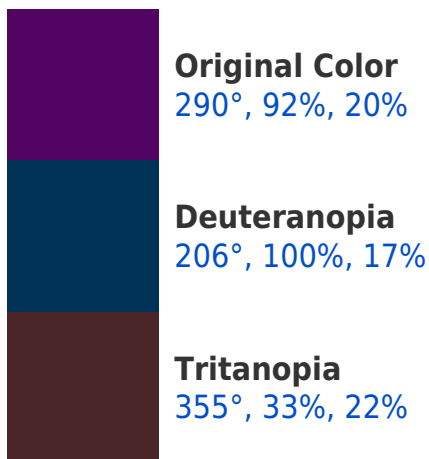 Original Color
290°, 92%, 20%
Deuteranopia
206°, 100%, 17%
Tritanopia
355°, 33%, 22%